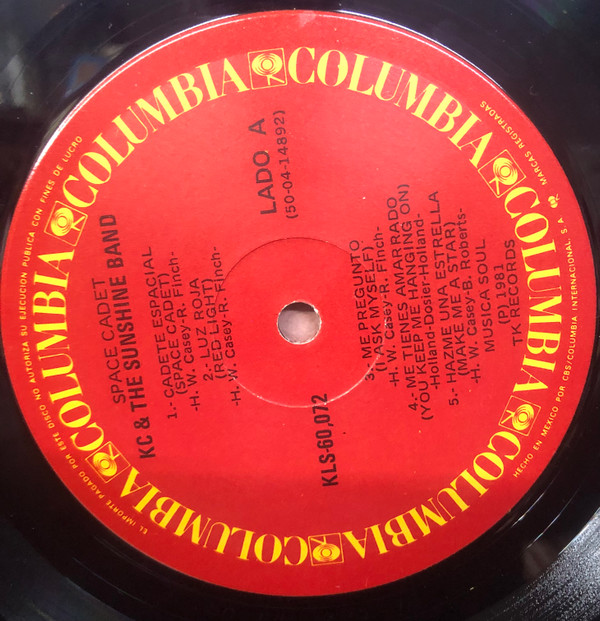 COLUMBIA COLUMBIA COLUMBIA COLUMBIA COLUMBIA COLUMBIA COLUMBIA COLUMBIA
EL IMPORTE PAGADO POR ESTE DISCO NO AUTORIZA SU EJECUCION PUBLICA CON FINES DE LUCRO
MARCAS REGISTRADAS
HECHO EN MEXICO POR CBS/COLUMBIA INTERNACIONAL, S.A.
SPACE CADET
KC & THE SUNSHINE BAND
LADO. A
(50-04-14892)
1.- CADETE ESPACIAL
(SPACE CADET)
-H. W. Casey-R. Finch-
2.- LUZ ROJA
(RED LIGHT)
-H. W. Casey-R. Finch-
KLS-60,072
3.- ME PREGUNTO
(I ASK MYSELF)
-H. W. Casey-R. Finch-
4.- ME TIENES AMARRADO
(YOU KEEP ME HANGING ON)
-Holland-Dosier-Holland-
5.- HAZME UNA ESTRELLA
(MAKE ME A STAR)
-H. W. Casey-B. Roberts-
MUSICA SOUL
(P) 1981
TK RECORDS